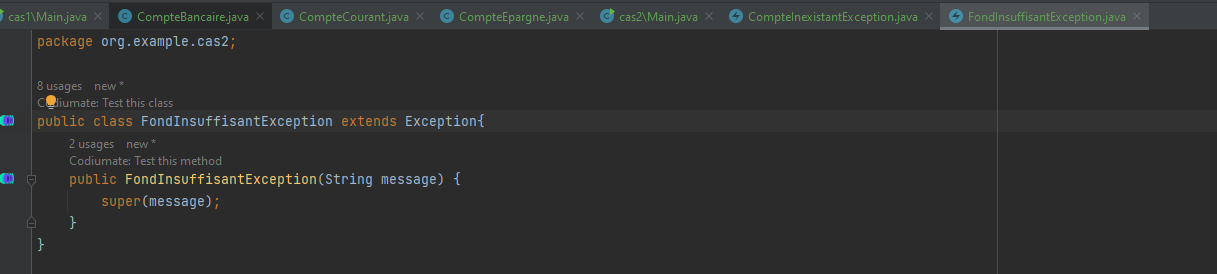 cas1\Main.java CompteBancaire.java CompteCourant.java CompteEpargne.java cas2\Main.java CompteInexistantException.java FondInsuffisantException.java
package org.example.cas2;
8 usages new *
Codiumate: Test this class
public class FondInsuffisantException extends Exception{
2 usages new *
Codiumate: Test this method
public FondInsuffisantException(String message) {
super(message);
}
}